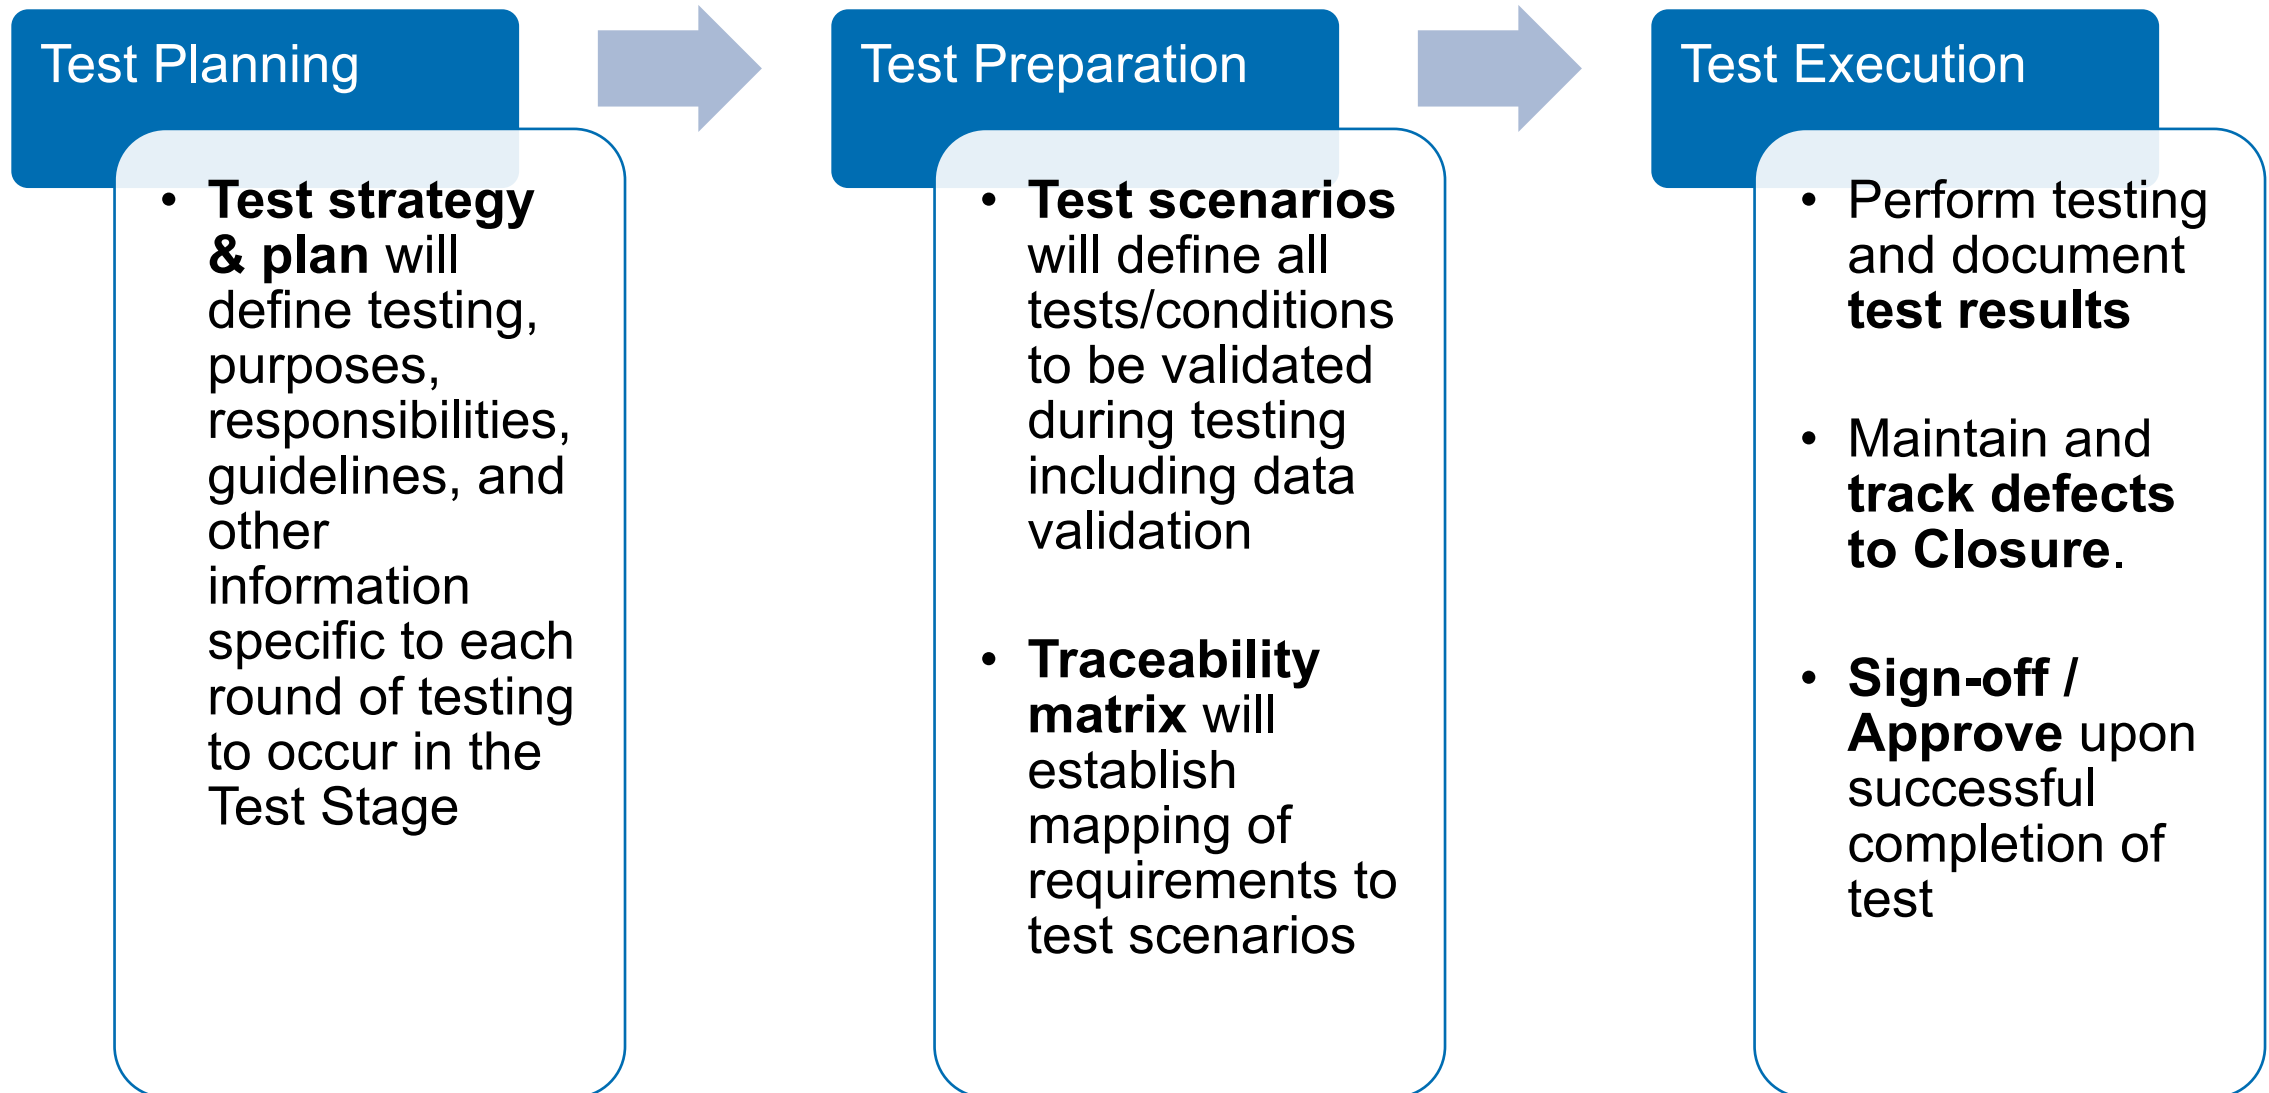 Test Planning
• Test strategy
& plan will
define testing,
purposes,
responsibilities,
guidelines, and
other
information
specific to each
round of testing
to occur in the
Test Stage
Test Preparation
• Test scenarios
will define all
tests/conditions
to be validated
during testing
including data
validation
• Traceability
matrix will
establish
mapping of
requirements to
test scenarios
Test Execution
• Perform testing
and document
test results
• Maintain and
track defects
to Closure.
• Sign-off /
Approve upon
successful
completion of
test